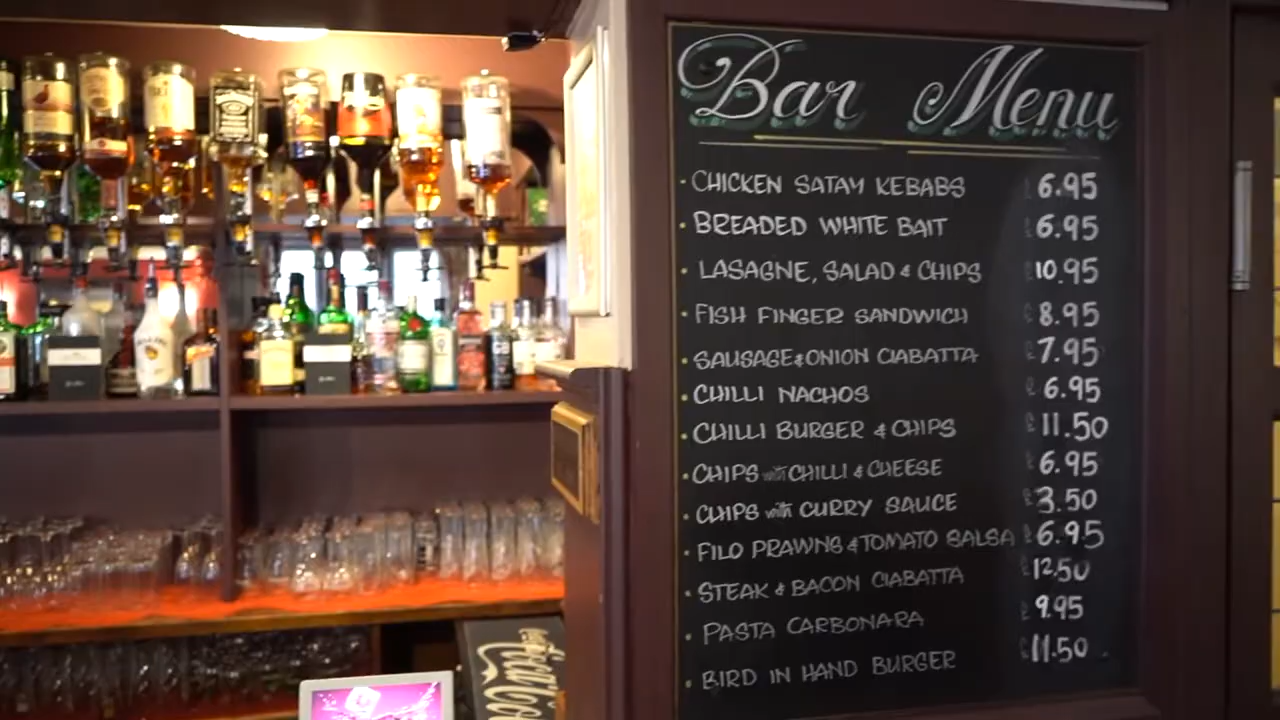 Bar Menu
· CHICKEN SATAY KEBABS £6.95
· BREADED WHITE BAIT £6.95
· LASAGNE, SALAD & CHIPS £10.95
· FISH FINGER SANDWICH £8.95
· SAUSAGE & ONION CIABATTA £7.95
· CHILLI NACHOS £6.95
· CHILLI BURGER & CHIPS £11.50
· CHIPS with CHILLI & CHEESE £6.95
· CHIPS with CURRY SAUCE £3.50
· FILO PRAWNS & TOMATO SALSA £6.95
· STEAK & BACON CIABATTA £12.50
· PASTA CARBONARA £9.95
· BIRD IN HAND BURGER £11.50